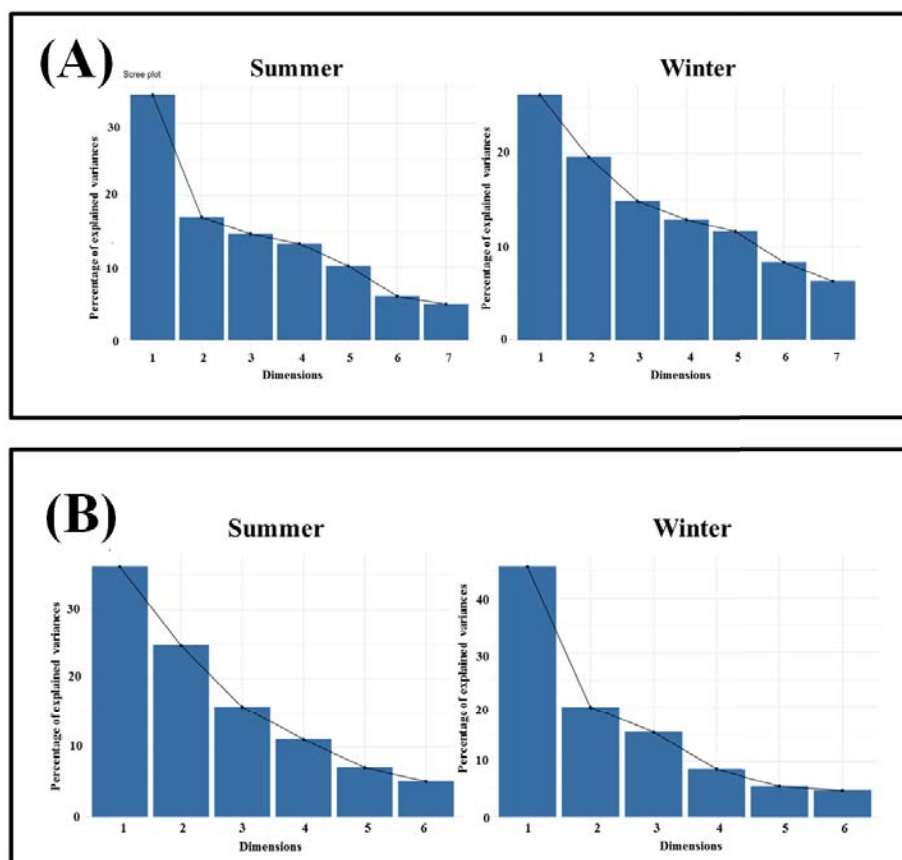 (A)
Scree plot
Summer
Percentage of explained variances
30
20
10
0
1 2 3 4 5 6 7
Dimensions
Winter
Percentage of explained variances
20
10
0
1 2 3 4 5 6 7
Dimensions
(B)
Summer
Percentage of explained variances
30
20
10
0
1 2 3 4 5 6
Dimensions
Winter
Percentage of explained variances
40
30
20
10
0
1 2 3 4 5 6
Dimensions